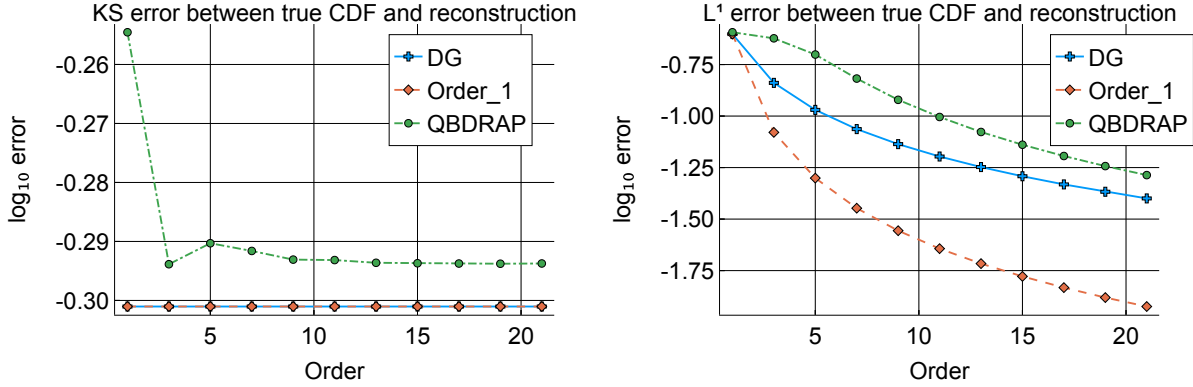 KS error between true CDF and reconstruction
-0.26
-0.27
-0.28
-0.29
-0.30
log₁₀ error
5
10
15
20
Order
DG
Order_1
QBDRAP
L¹ error between true CDF and reconstruction
-0.75
-1.00
-1.25
-1.50
-1.75
log₁₀ error
5
10
15
20
Order
DG
Order_1
QBDRAP